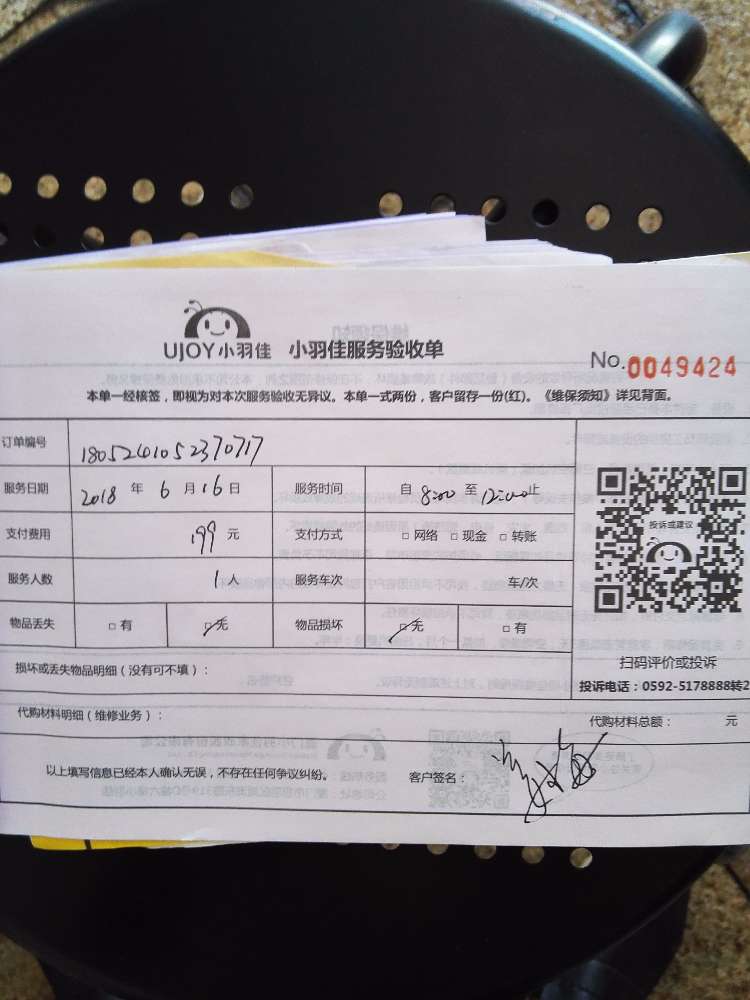 UJOY小羽佳 小羽佳服务验收单
No.0049424
本单一经核签，即视为对本次服务验收无异议。本单一式两份，客户留存一份(红)。《维保须知》详见背面。
订单编号 1805241052370717
服务日期 2018 年 6 月 16 日 服务时间 自 8:00 至 12:00 止
支付费用 199 元 支付方式 □ 网络 □ 现金 □ 转账
服务人数 1 人 服务车次 车/次
物品丢失 □ 有 ☑ 无 物品损坏 ☑ 无 □ 有
投诉或建议
扫码评价或投诉
投诉电话：0592-5178888转2
损坏或丢失物品明细（没有可不填）：
代购材料明细（维修业务）： 代购材料总额： 元
以上填写信息已经本人确认无误，不存在任何争议纠纷。 客户签名：